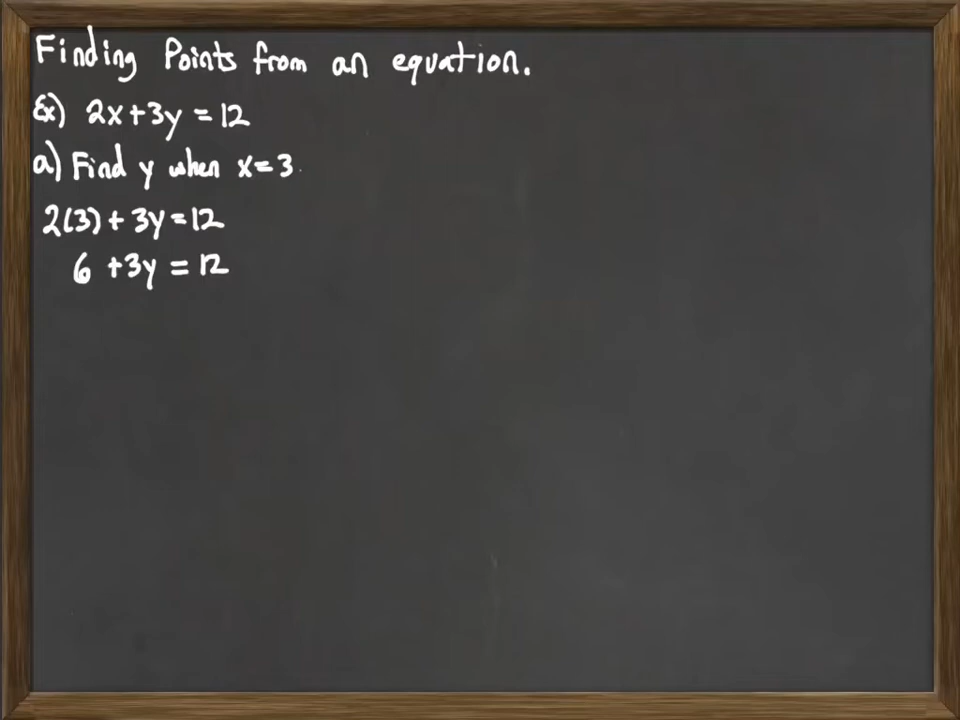 Finding Points from an equation.
Ex) 2x+3y=12
a) Find y when x=3
2(3)+3y=12
6 +3y = 12